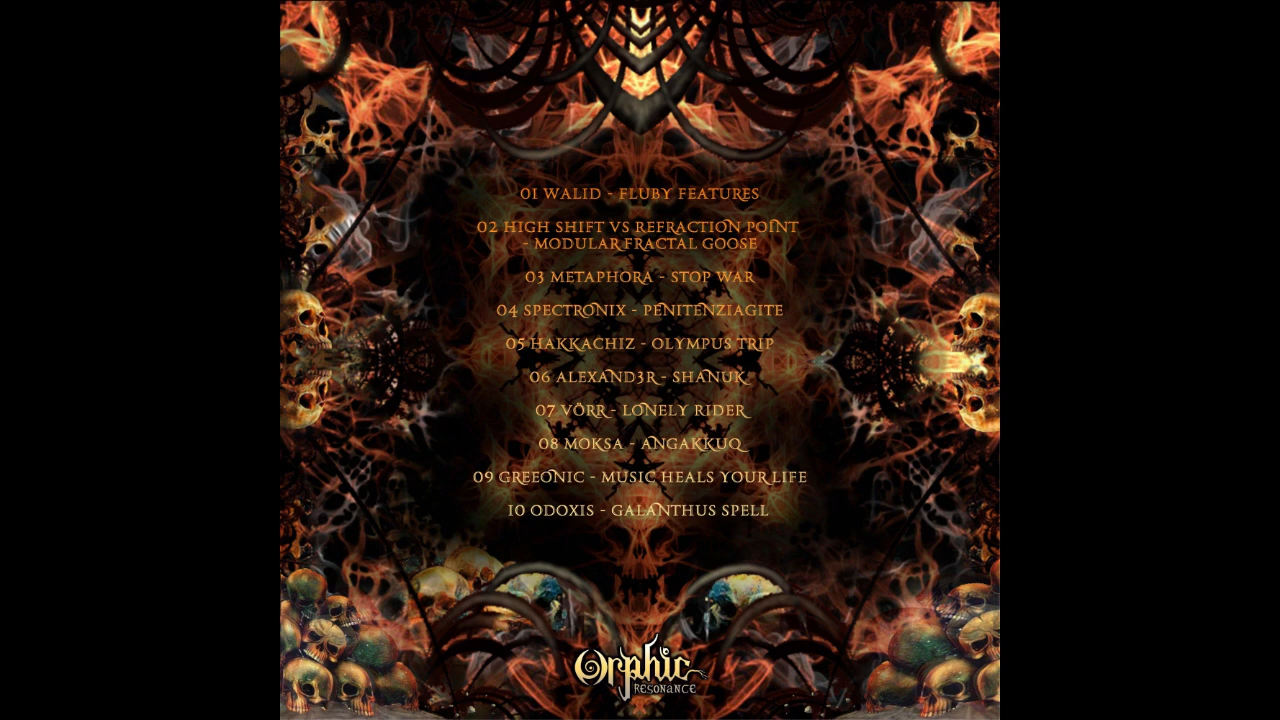 01 WALID - FLUBY FEATURES
02 HIGH SHIFT VS REFRACTION POINT
- MODULAR FRACTAL GOOSE
03 METAPHORA - STOP WAR
04 SPECTRONIX - PENITENZIAGITE
05 HAKKACHIZ - OLYMPUS TRIP
06 ALEXAND3R - SHANUK
07 VÖRR - LONELY RIDER
08 MOKSA - ANGAKKUQ
09 GREEONIC - MUSIC HEALS YOUR LIFE
10 ODOXIS - GALANTHUS SPELL
Orphic
RESONANCE